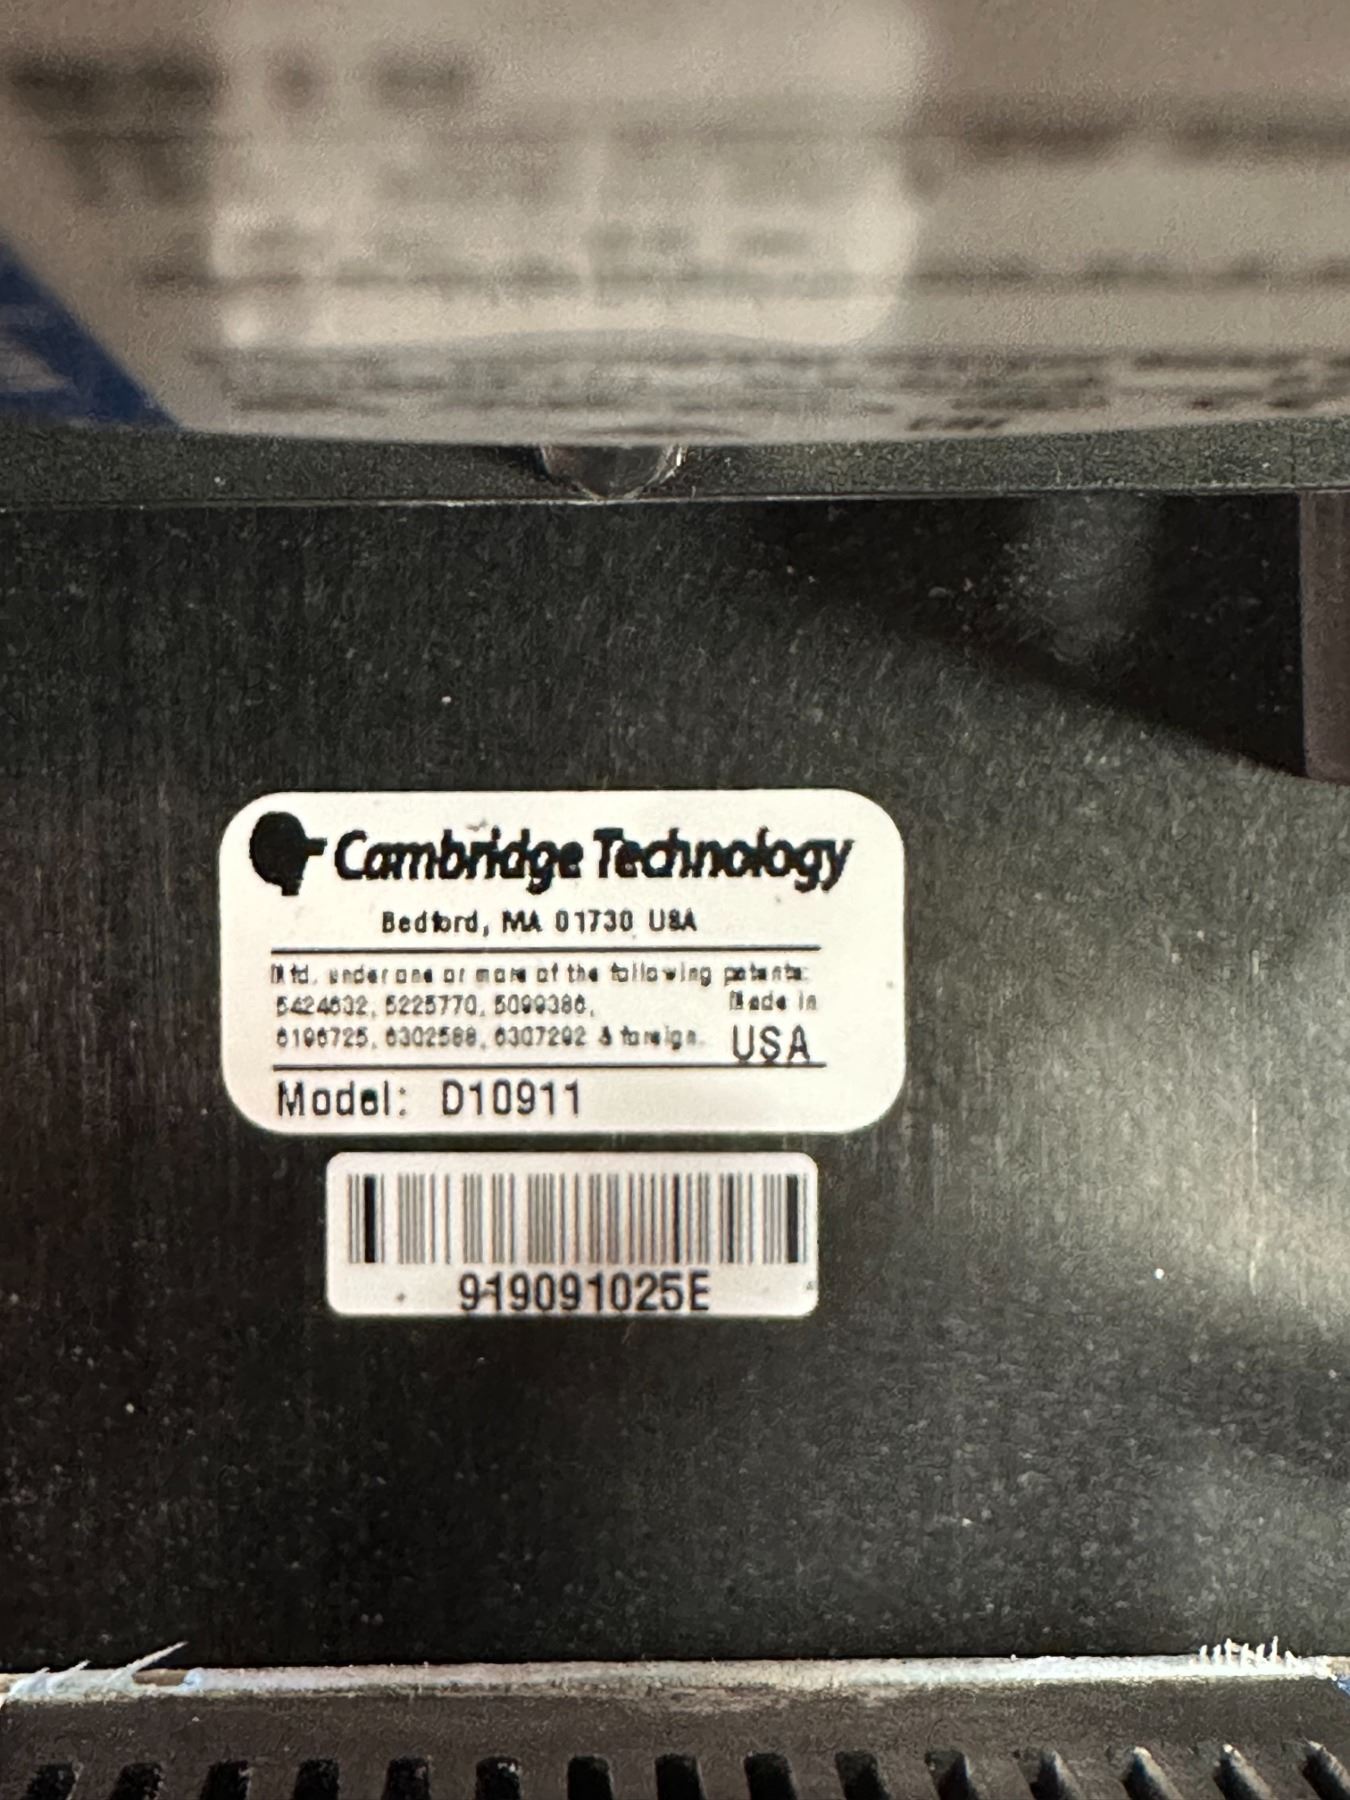 Cambridge Technology
Bedford, MA 01730 USA
Mfd. under one or more of the following patents:
5424632, 5225770, 5099386, Made in
6196725, 6302588, 6307292 & foreign. USA
Model: D10911
919091025E